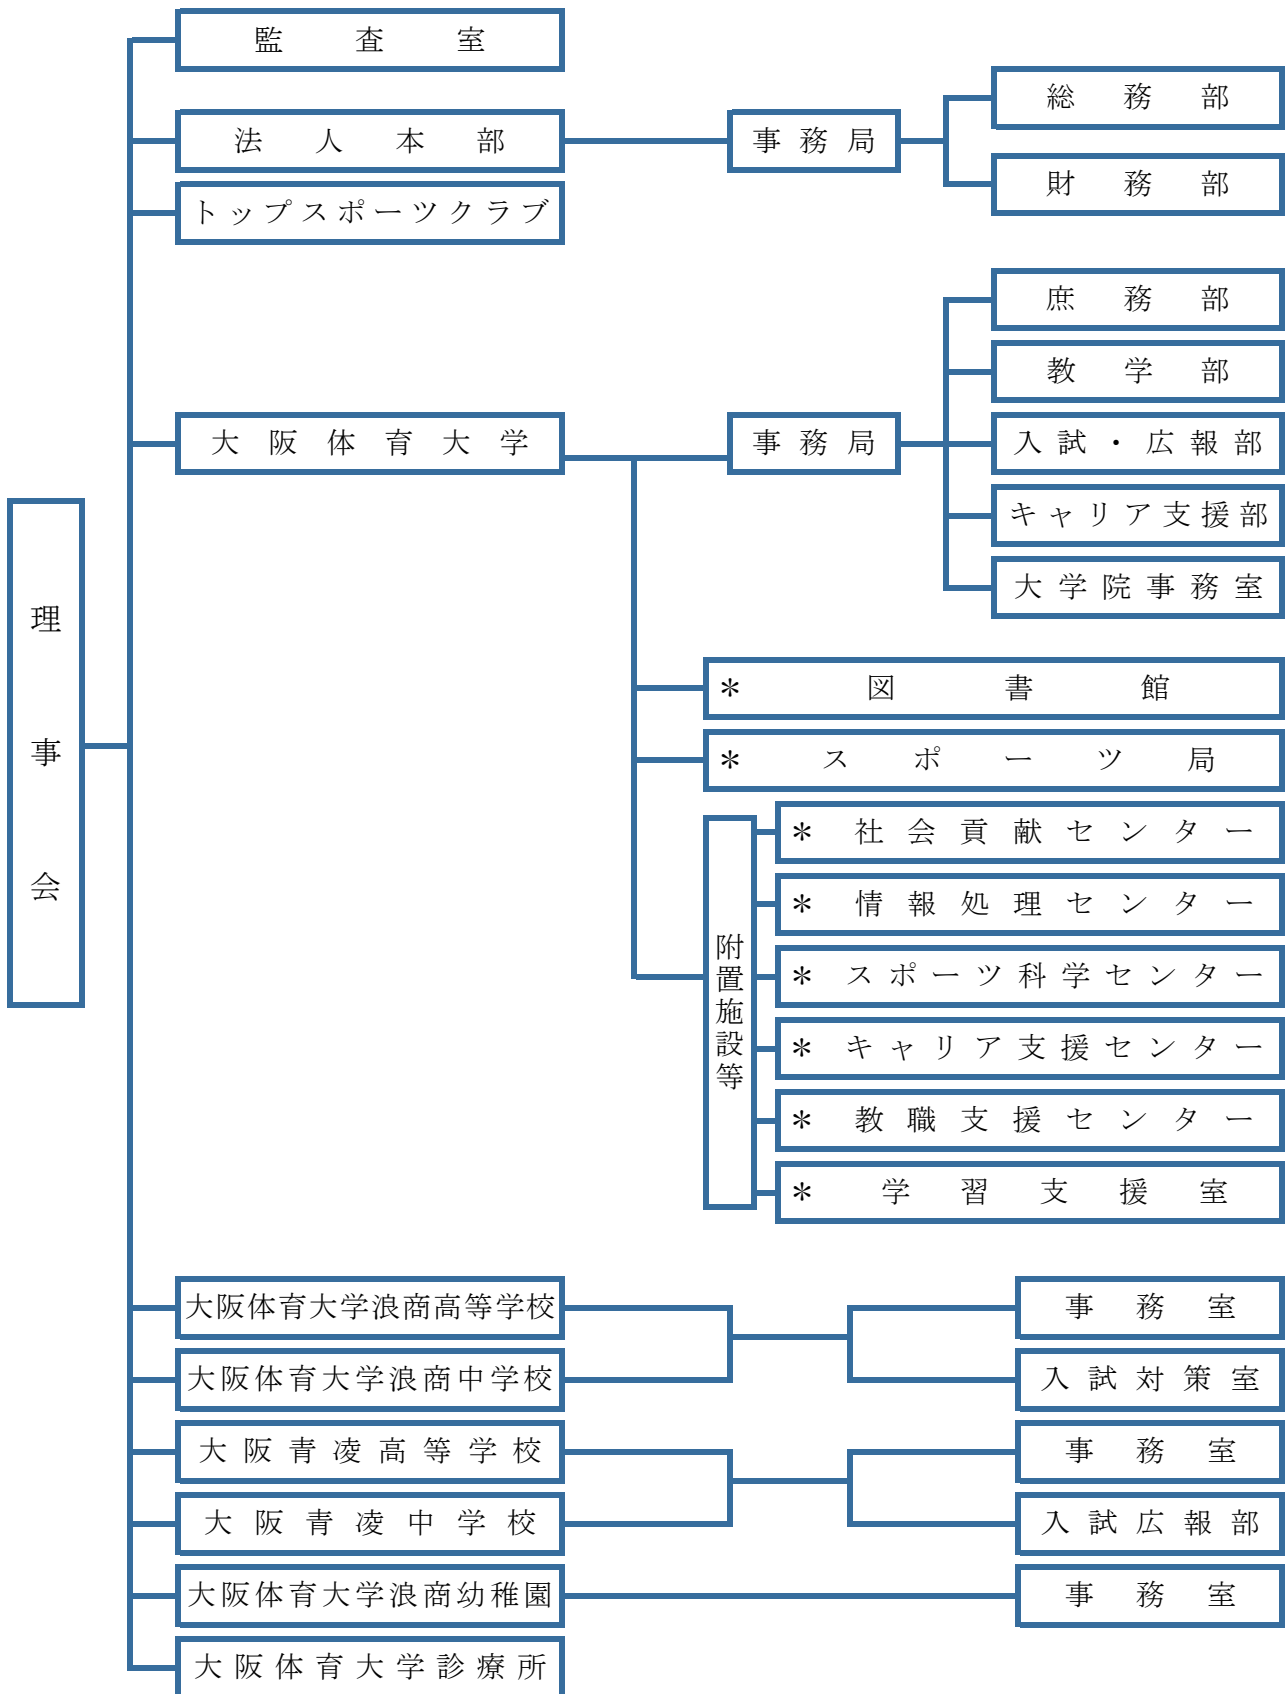 監査室
総務部
法人本部
事務局
財務部
トップスポーツクラブ
庶務部
教学部
大阪体育大学
事務局
入試・広報部
キャリア支援部
大学院事務室
理事会
＊ 図書館
＊ スポーツ局
附置施設等
＊ 社会貢献センター
＊ 情報処理センター
＊ スポーツ科学センター
＊ キャリア支援センター
＊ 教職支援センター
＊ 学習支援室
大阪体育大学浪商高等学校
事務室
大阪体育大学浪商中学校
入試対策室
大阪青凌高等学校
事務室
大阪青凌中学校
入試広報部
大阪体育大学浪商幼稚園
事務室
大阪体育大学診療所